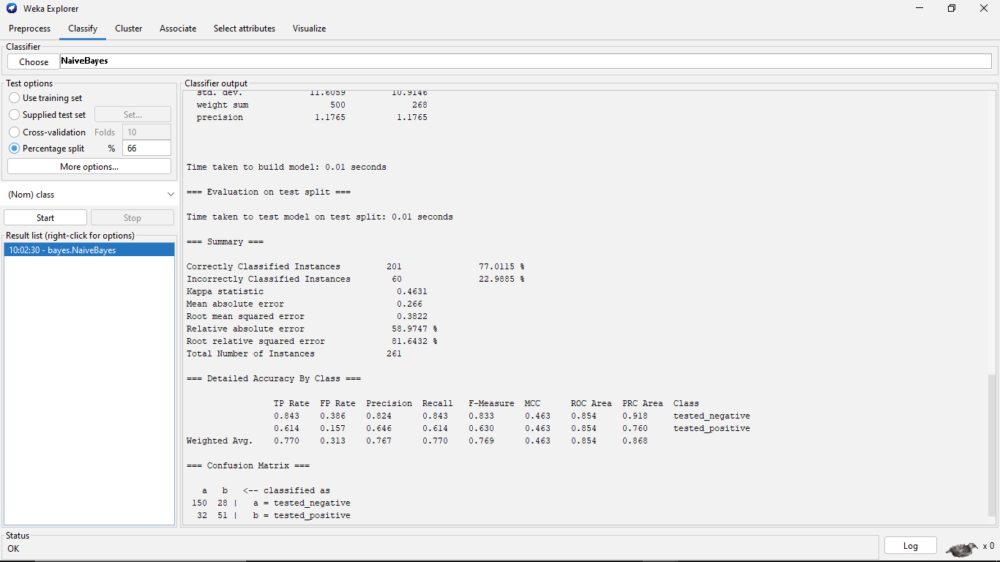 Weka Explorer
Preprocess Classify Cluster Associate Select attributes Visualize
Classifier
Choose NaiveBayes
Test options
Use training set
Supplied test set Set...
Cross-validation Folds 10
Percentage split % 66
More options...
(Nom) class
Start Stop
Result list (right-click for options)
10:02:30 - bayes.NaiveBayes
Classifier output
std. dev. 11.6059 10.9146
weight sum 500 268
precision 1.1765 1.1765
Time taken to build model: 0.01 seconds
=== Evaluation on test split ===
Time taken to test model on test split: 0.01 seconds
=== Summary ===
Correctly Classified Instances 201 77.0115 %
Incorrectly Classified Instances 60 22.9885 %
Kappa statistic 0.4631
Mean absolute error 0.266
Root mean squared error 0.3822
Relative absolute error 58.9747 %
Root relative squared error 81.6432 %
Total Number of Instances 261
=== Detailed Accuracy By Class ===
TP Rate FP Rate Precision Recall F-Measure MCC ROC Area PRC Area Class
0.843 0.386 0.824 0.843 0.833 0.463 0.854 0.918 tested_negative
0.614 0.157 0.646 0.614 0.630 0.463 0.854 0.760 tested_positive
Weighted Avg. 0.770 0.313 0.767 0.770 0.769 0.463 0.854 0.868
=== Confusion Matrix ===
a b <-- classified as
150 28 | a = tested_negative
32 51 | b = tested_positive
Status
OK
Log
x 0